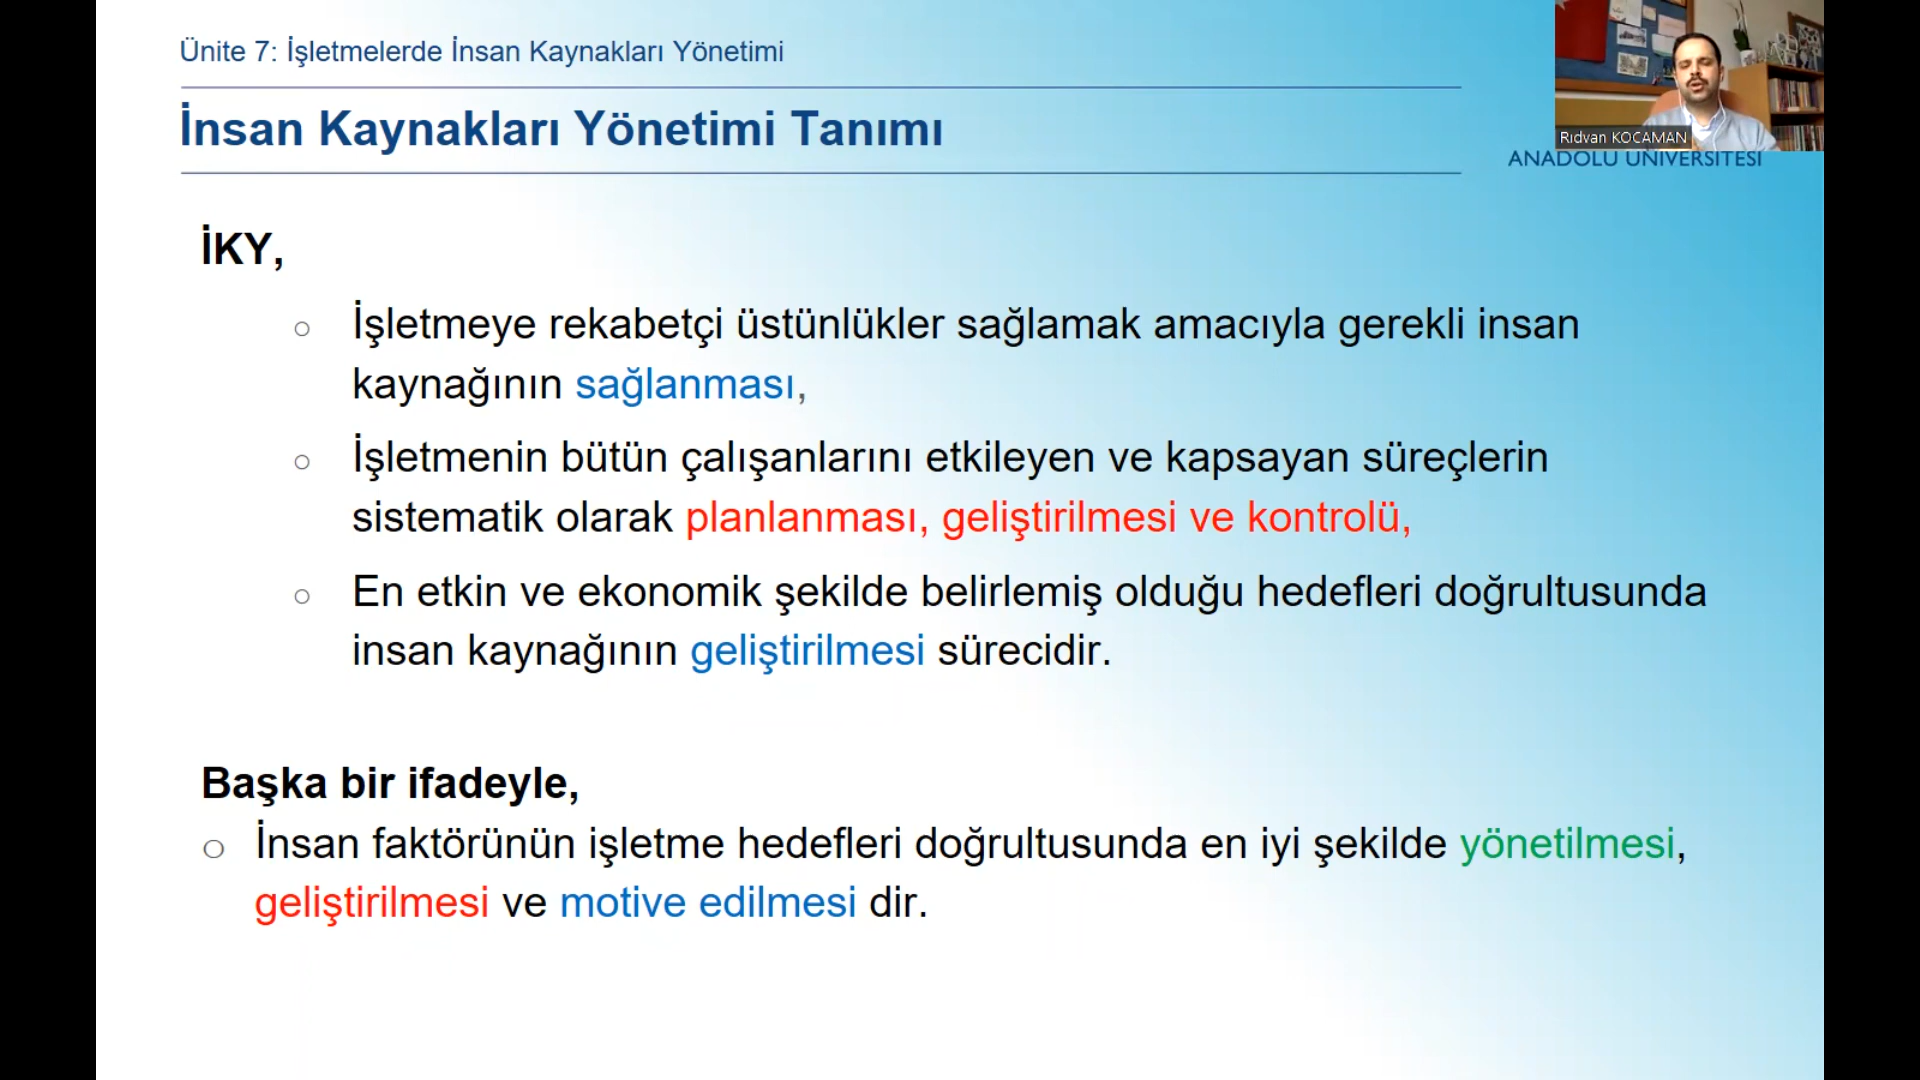 Ünite 7: İşletmelerde İnsan Kaynakları Yönetimi
İnsan Kaynakları Yönetimi Tanımı
Rıdvan KOCAMAN
ANADOLU ÜNİVERSİTESİ
İKY,
○ İşletmeye rekabetçi üstünlükler sağlamak amacıyla gerekli insan
kaynağının sağlanması,
○ İşletmenin bütün çalışanlarını etkileyen ve kapsayan süreçlerin
sistematik olarak planlanması, geliştirilmesi ve kontrolü,
○ En etkin ve ekonomik şekilde belirlemiş olduğu hedefleri doğrultusunda
insan kaynağının geliştirilmesi sürecidir.
Başka bir ifadeyle,
○ İnsan faktörünün işletme hedefleri doğrultusunda en iyi şekilde yönetilmesi,
geliştirilmesi ve motive edilmesi dir.